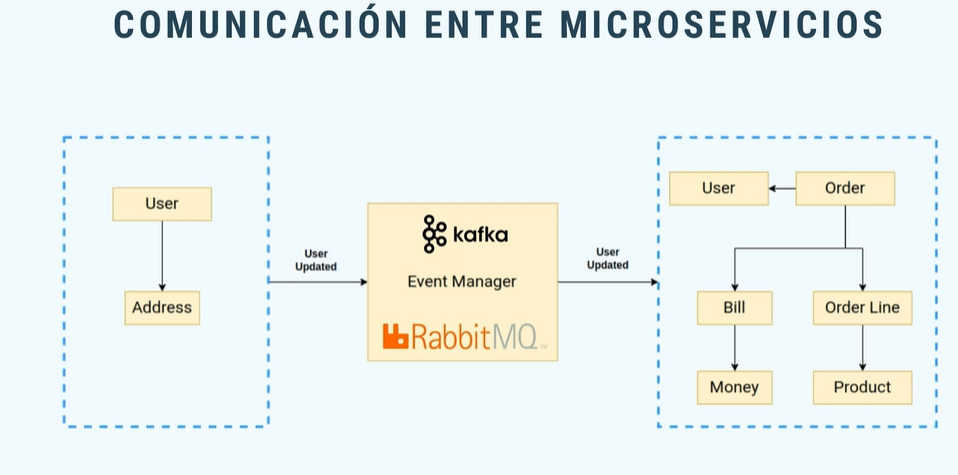 COMUNICACIÓN ENTRE MICROSERVICIOS
User
Address
User
Updated
kafka
Event Manager
RabbitMQ
User
Updated
User
Order
Bill
Order Line
Money
Product